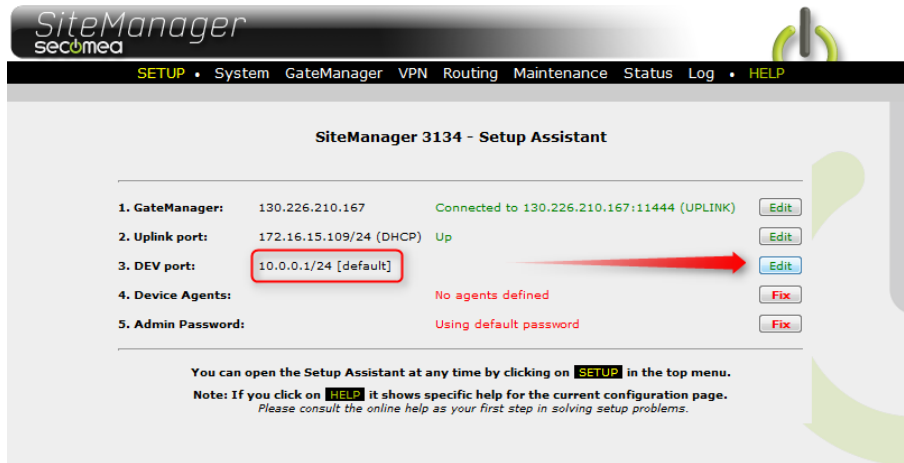 SiteManager
secomea
SETUP • System GateManager VPN Routing Maintenance Status Log • HELP
SiteManager 3134 - Setup Assistant
1. GateManager: 130.226.210.167 Connected to 130.226.210.167:11444 (UPLINK) Edit
2. Uplink port: 172.16.15.109/24 (DHCP) Up Edit
3. DEV port: 10.0.0.1/24 [default] Edit
4. Device Agents: No agents defined Fix
5. Admin Password: Using default password Fix
You can open the Setup Assistant at any time by clicking on SETUP in the top menu.
Note: If you click on HELP it shows specific help for the current configuration page.
Please consult the online help as your first step in solving setup problems.